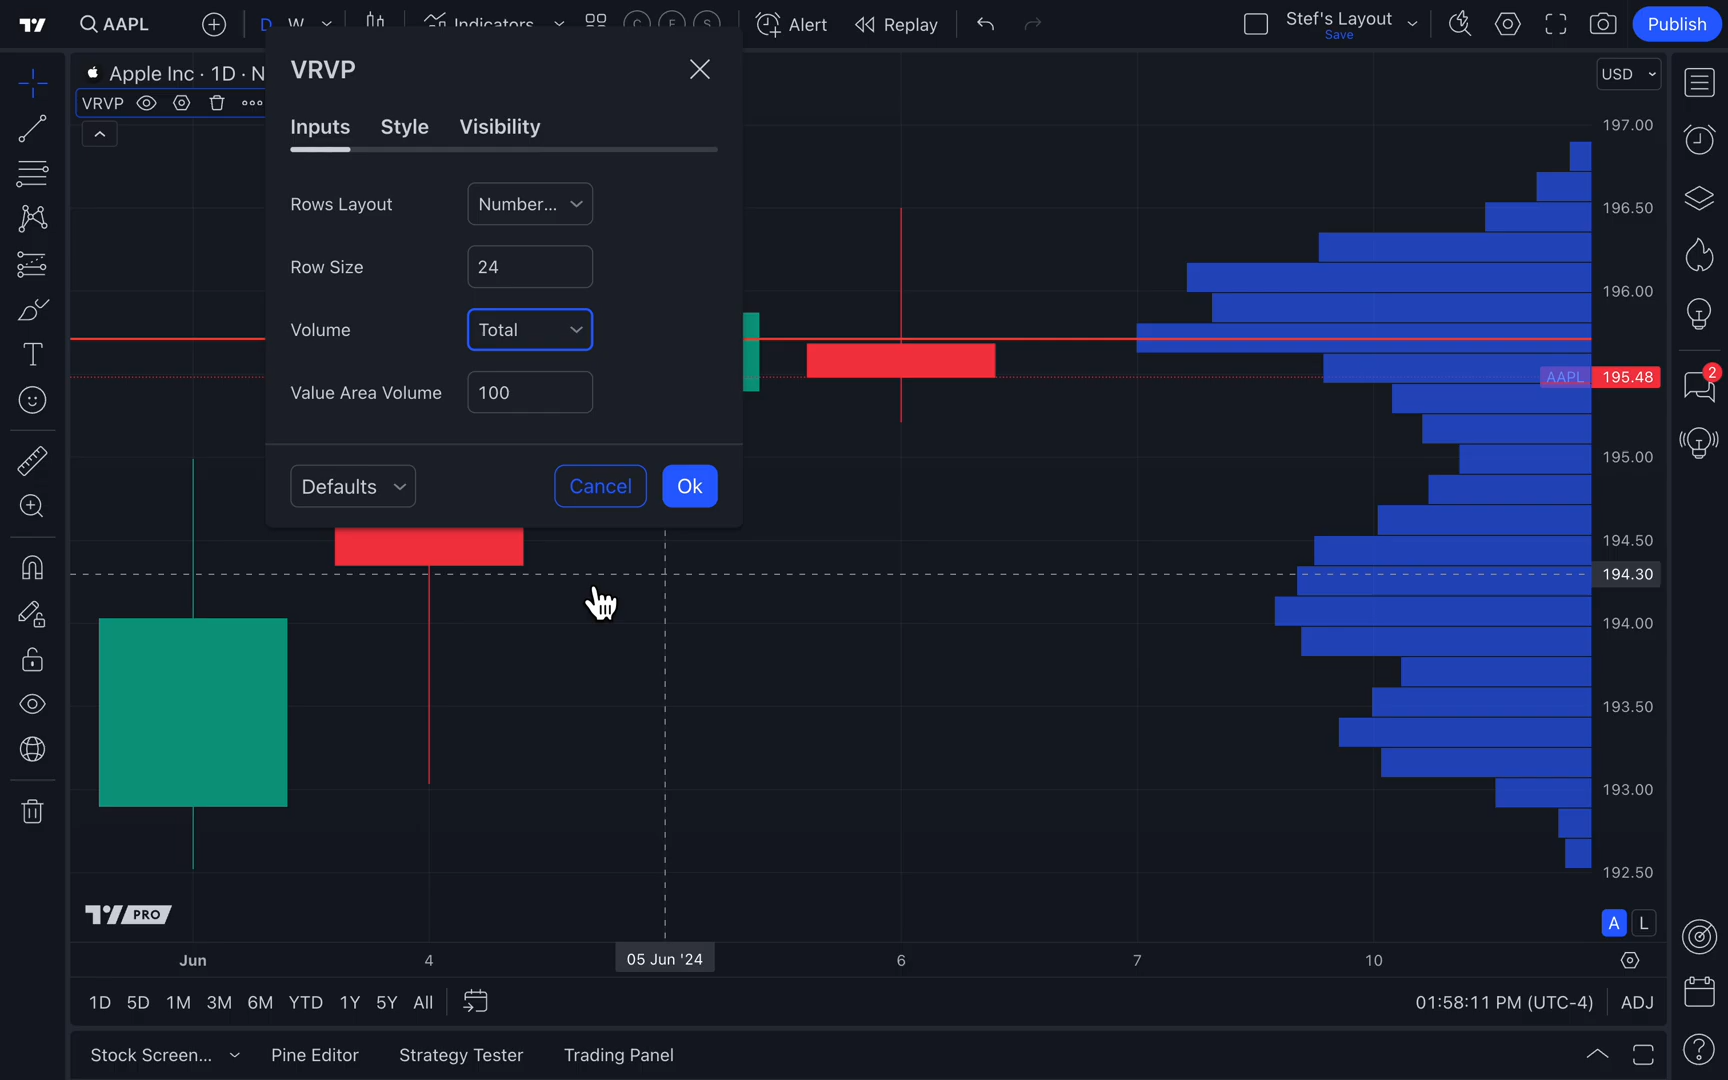 AAPL
D W Indicators C F S Alert Replay Stef's Layout Publish
Save
Apple Inc · 1D · N
VRVP
VRVP
Inputs Style Visibility
Rows Layout Number...
Row Size 24
Volume Total
Value Area Volume 100
Defaults Cancel Ok
USD
197.00
196.50
196.00
AAPL 195.48
195.00
194.50
194.30
194.00
193.50
193.00
192.50
2
PRO
A L
Jun 4 05 Jun '24 6 7 10
1D 5D 1M 3M 6M YTD 1Y 5Y All 01:58:11 PM (UTC-4) ADJ
Stock Screen... Pine Editor Strategy Tester Trading Panel